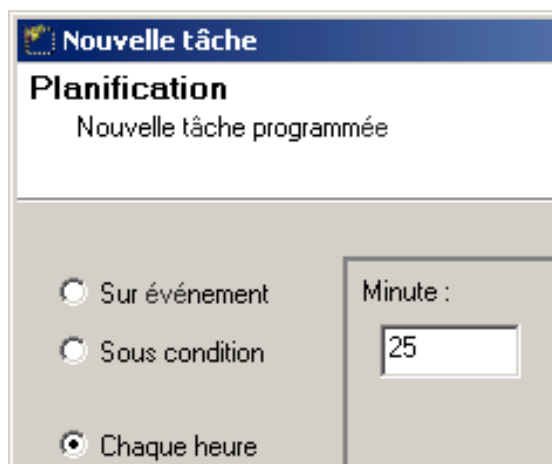 Nouvelle tâche
Planification
Nouvelle tâche programmée
Sur événement
Minute :
Sous condition
25
Chaque heure